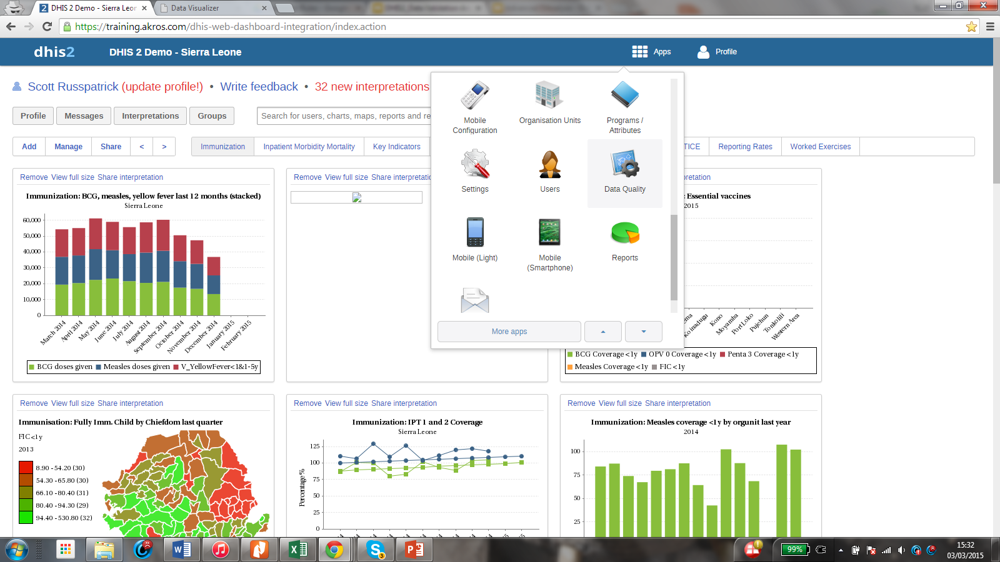 DHIS 2 Demo - Sierra Leor
Data Visualizer
https://training.akros.com/dhis-web-dashboard-integration/index.action
dhis2
DHIS 2 Demo - Sierra Leone
Apps
Profile
Scott Russpatrick (update profile!) • Write feedback • 32 new interpretations
Profile
Messages
Interpretations
Groups
Search for users, charts, maps, reports and re
Add
Manage
Share
<
>
Immunization
Inpatient Morbidity Mortality
Key Indicators
TICE
Reporting Rates
Worked Exercises
Mobile
Configuration
Organisation Units
Programs /
Attributes
Settings
Users
Data Quality
Mobile (Light)
Mobile
(Smartphone)
Reports
More apps
Remove View full size Share interpretation
Immunization: BCG, measles, yellow fever last 12 months (stacked)
Sierra Leone
60,000
50,000
40,000
30,000
20,000
10,000
0
March 2014
April 2014
May 2014
June 2014
July 2014
August 2014
September 2014
October 2014
November 2014
December 2014
January 2015
February 2015
BCG doses given Measles doses given V_YellowFever<1&1-5y
Remove View full size Share interpretatio
rpretation
: Essential vaccines
2015
ema
Koinadugu
Kono
Moyamba
Port Loko
Pujehun
Tonkolili
Western Area
BCG Coverage <1y OPV 0 Coverage <1y Penta 3 Coverage <1y
Measles Coverage <1y FIC <1y
Remove View full size Share interpretation
Immunisation: Fully Imm. Child by Chiefdom last quarter
FIC <1y
2013
8.90 - 54.20 (30)
54.30 - 65.80 (30)
66.10 - 80.40 (31)
80.40 - 94.30 (29)
94.40 - 530.80 (32)
Remove View full size Share interpretation
Immunization: IPT 1 and 2 Coverage
Sierra Leone
Percentage %
125
100
75
50
25
0
Remove View full size Share interpretation
Immunization: Measles coverage <1y by orgunit last year
2014
100
75
50
25
3
99%
15:32
03/03/2015